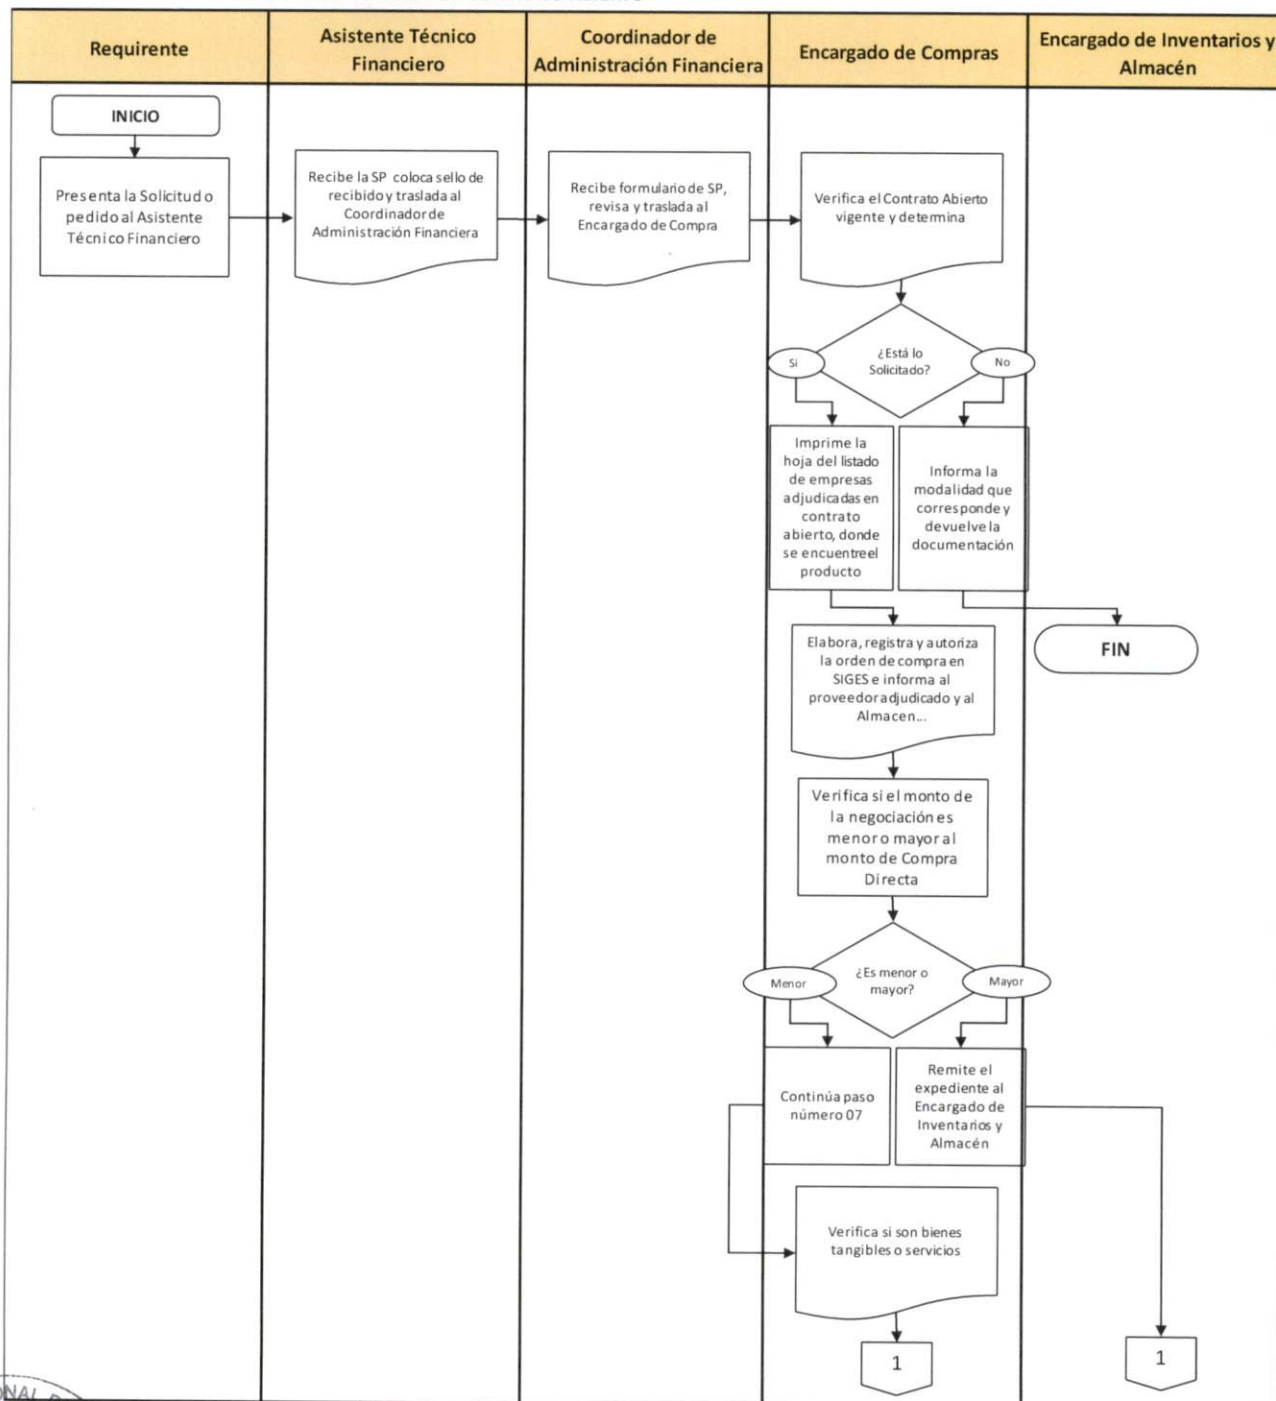 Requirente
Asistente Técnico
Financiero
Coordinador de
Administración Financiera
Encargado de Compras
Encargado de Inventarios y
Almacén
INICIO
Presenta la Solicitud o
pedido al Asistente
Técnico Financiero
Recibe la SP coloca sello de
recibido y traslada al
Coordinador de
Administración Financiera
Recibe formulario de SP,
revisa y traslada al
Encargado de Compra
Verifica el Contrato Abierto
vigente y determina
¿Está lo
Solicitado?
Si
No
Imprime la
hoja del listado
de empresas
adjudicadas en
contrato
abierto, donde
se encuentre el
producto
Informa la
modalidad que
corresponde y
devuelve la
documentación
FIN
Elabora, registra y autoriza
la orden de compra en
SIGES e informa al
proveedor adjudicado y al
Almacen...
Verifica si el monto de
la negociación es
menor o mayor al
monto de Compra
Directa
¿Es menor o
mayor?
Menor
Mayor
Continúa paso
número 07
Remite el
expediente al
Encargado de
Inventarios y
Almacén
Verifica si son bienes
tangibles o servicios
1
1